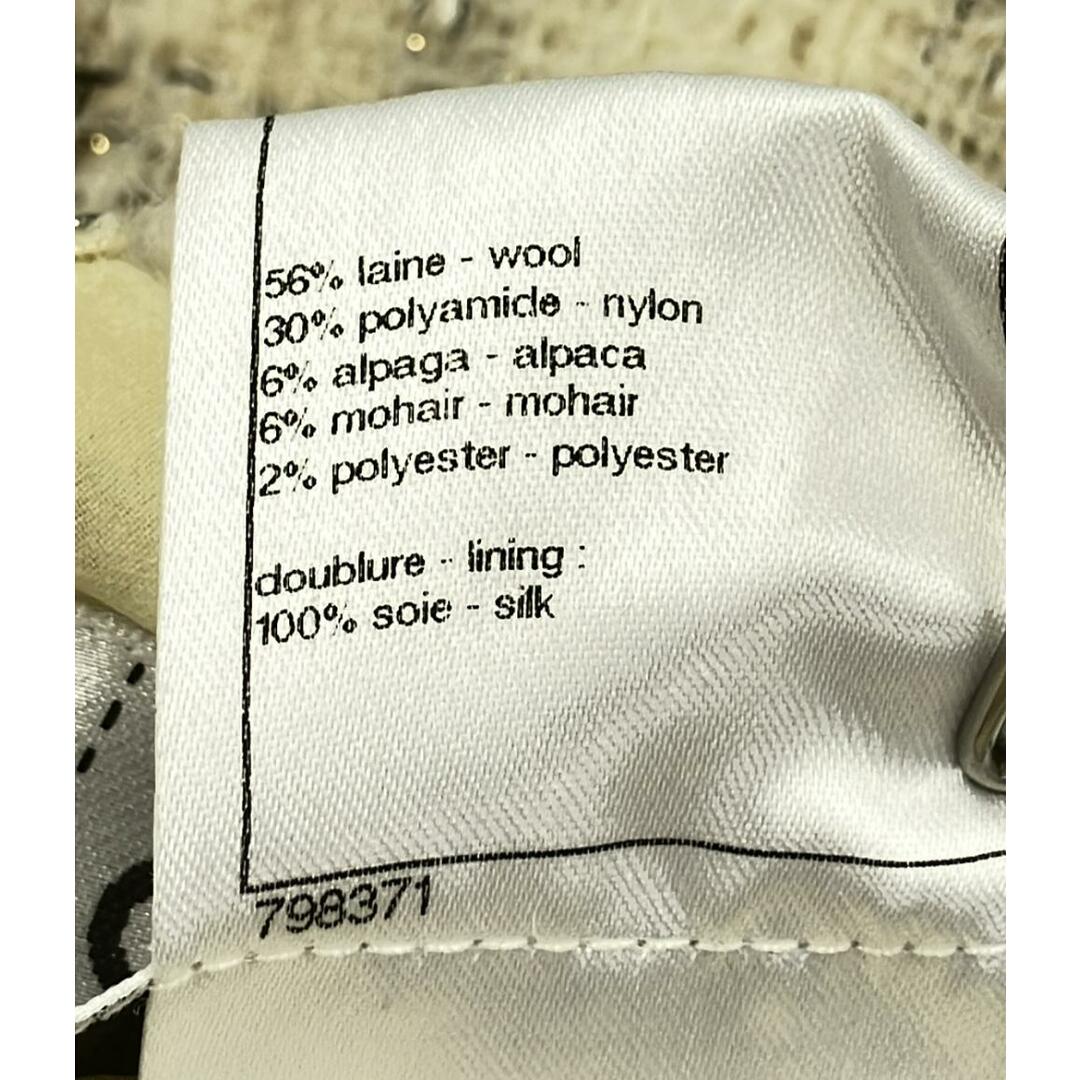 56% laine - wool
30% polyamide - nylon
6% alpaga - alpaca
6% mohair - mohair
2% polyester - polyester
doublure - lining :
100% soie - silk
798371